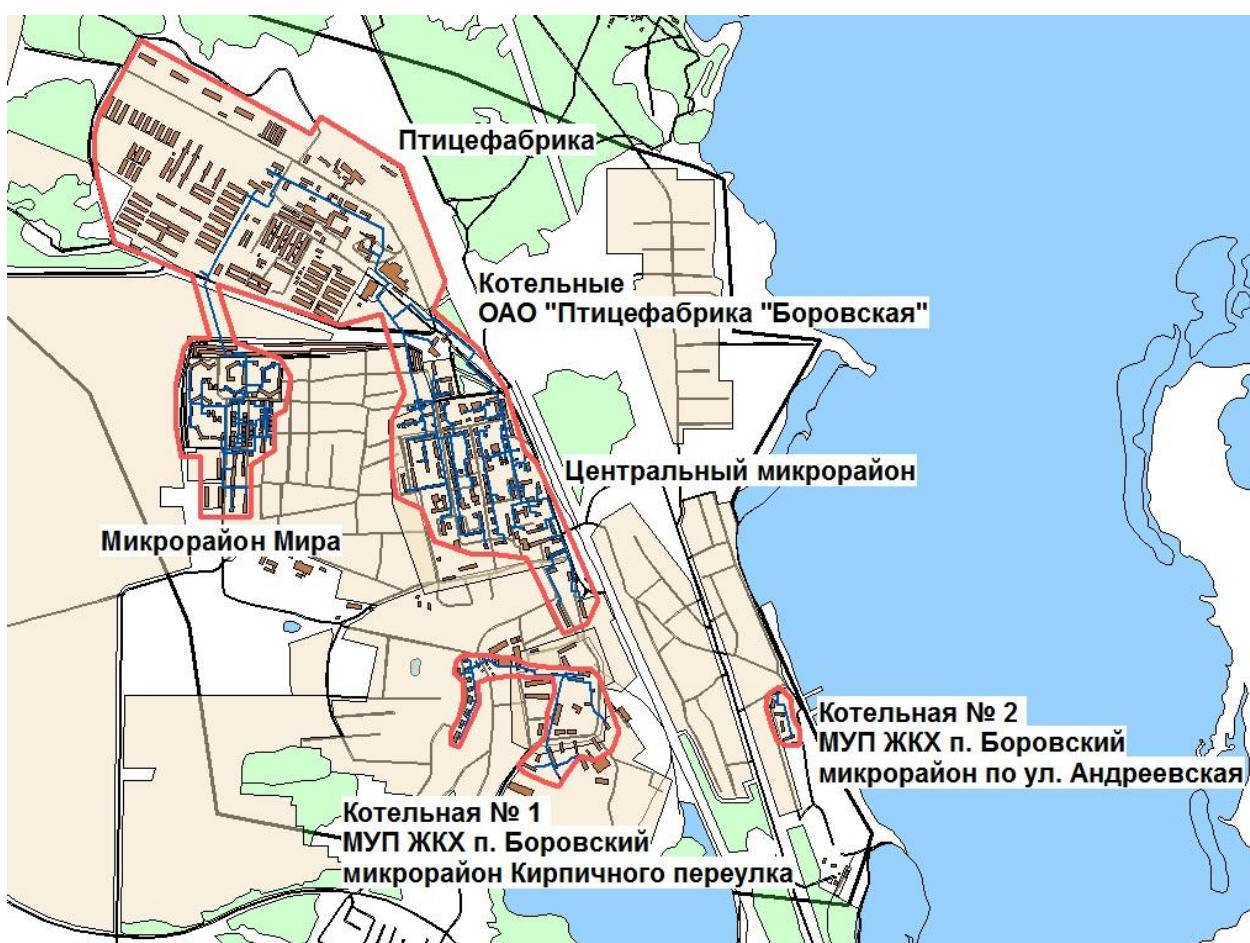 Птицефабрика
Котельные
ОАО "Птицефабрика "Боровская"
Центральный микрорайон
Микрорайон Мира
Котельная № 2
МУП ЖКХ п. Боровский
микрорайон по ул. Андреевская
Котельная № 1
МУП ЖКХ п. Боровский
микрорайон Кирпичного переулка